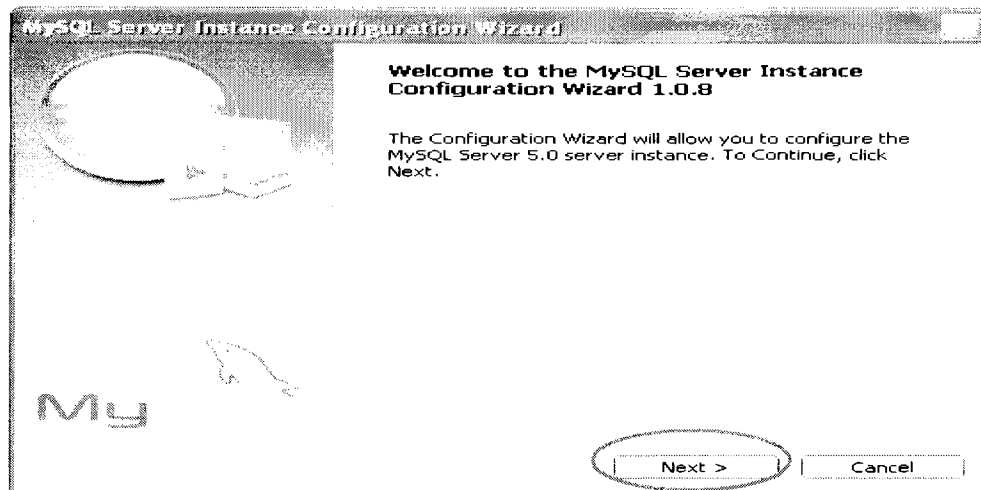 MySQL Server Instance Configuration Wizard
Welcome to the MySQL Server Instance
Configuration Wizard 1.0.8
The Configuration Wizard will allow you to configure the
MySQL Server 5.0 server instance. To Continue, click
Next.
My
Next >
Cancel